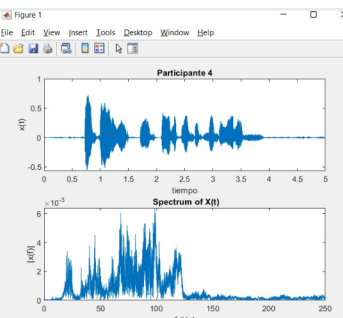 Figure 1
File Edit View Insert Tools Desktop Window Help
Participante 4
1
0.5
0
-0.5
x(t)
0 0.5 1 1.5 2 2.5 3 3.5 4 4.5 5
tiempo
×10⁻³
Spectrum of X(t)
6
4
2
0
|x(f)|
0 50 100 150 200 250